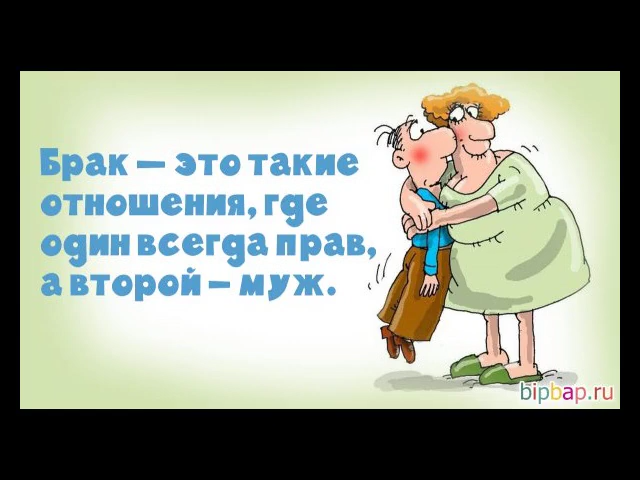 Брак — это такие
отношения, где
один всегда прав,
а второй — муж.
bipbap.ru